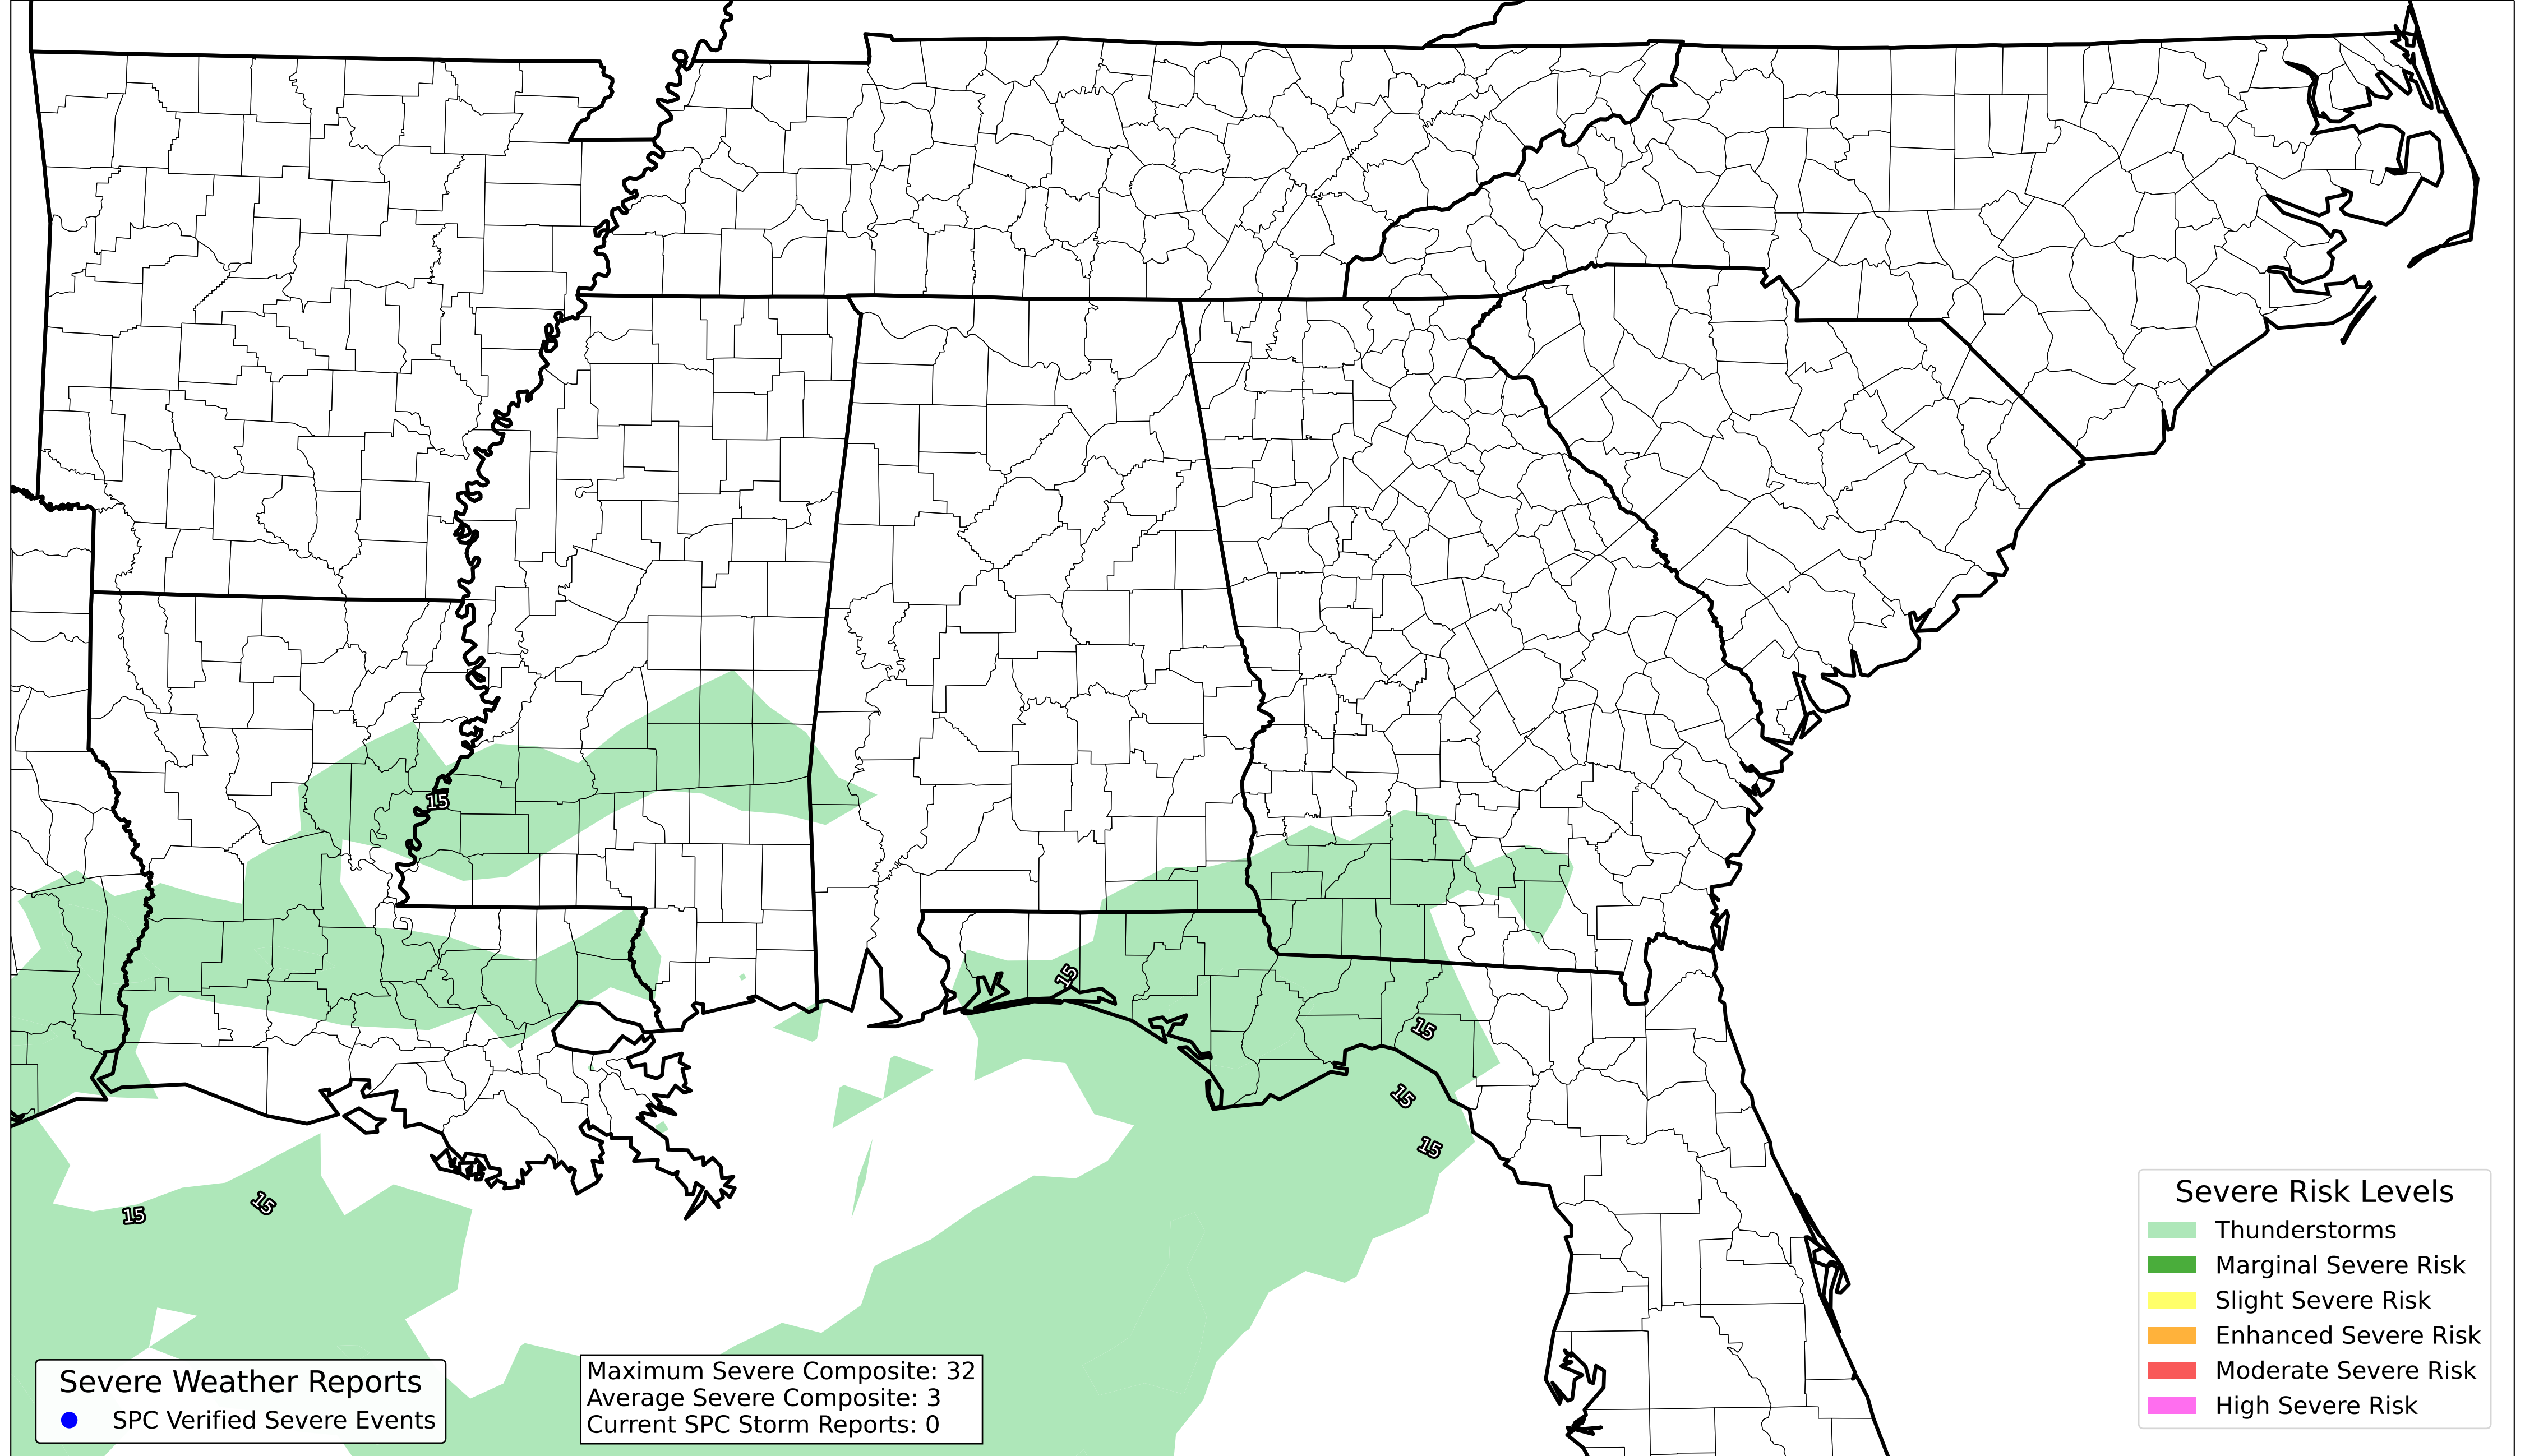 15
15
15
15
15
15
15
Severe Weather Reports
SPC Verified Severe Events
Maximum Severe Composite: 32
Average Severe Composite: 3
Current SPC Storm Reports: 0
Severe Risk Levels
Thunderstorms
Marginal Severe Risk
Slight Severe Risk
Enhanced Severe Risk
Moderate Severe Risk
High Severe Risk